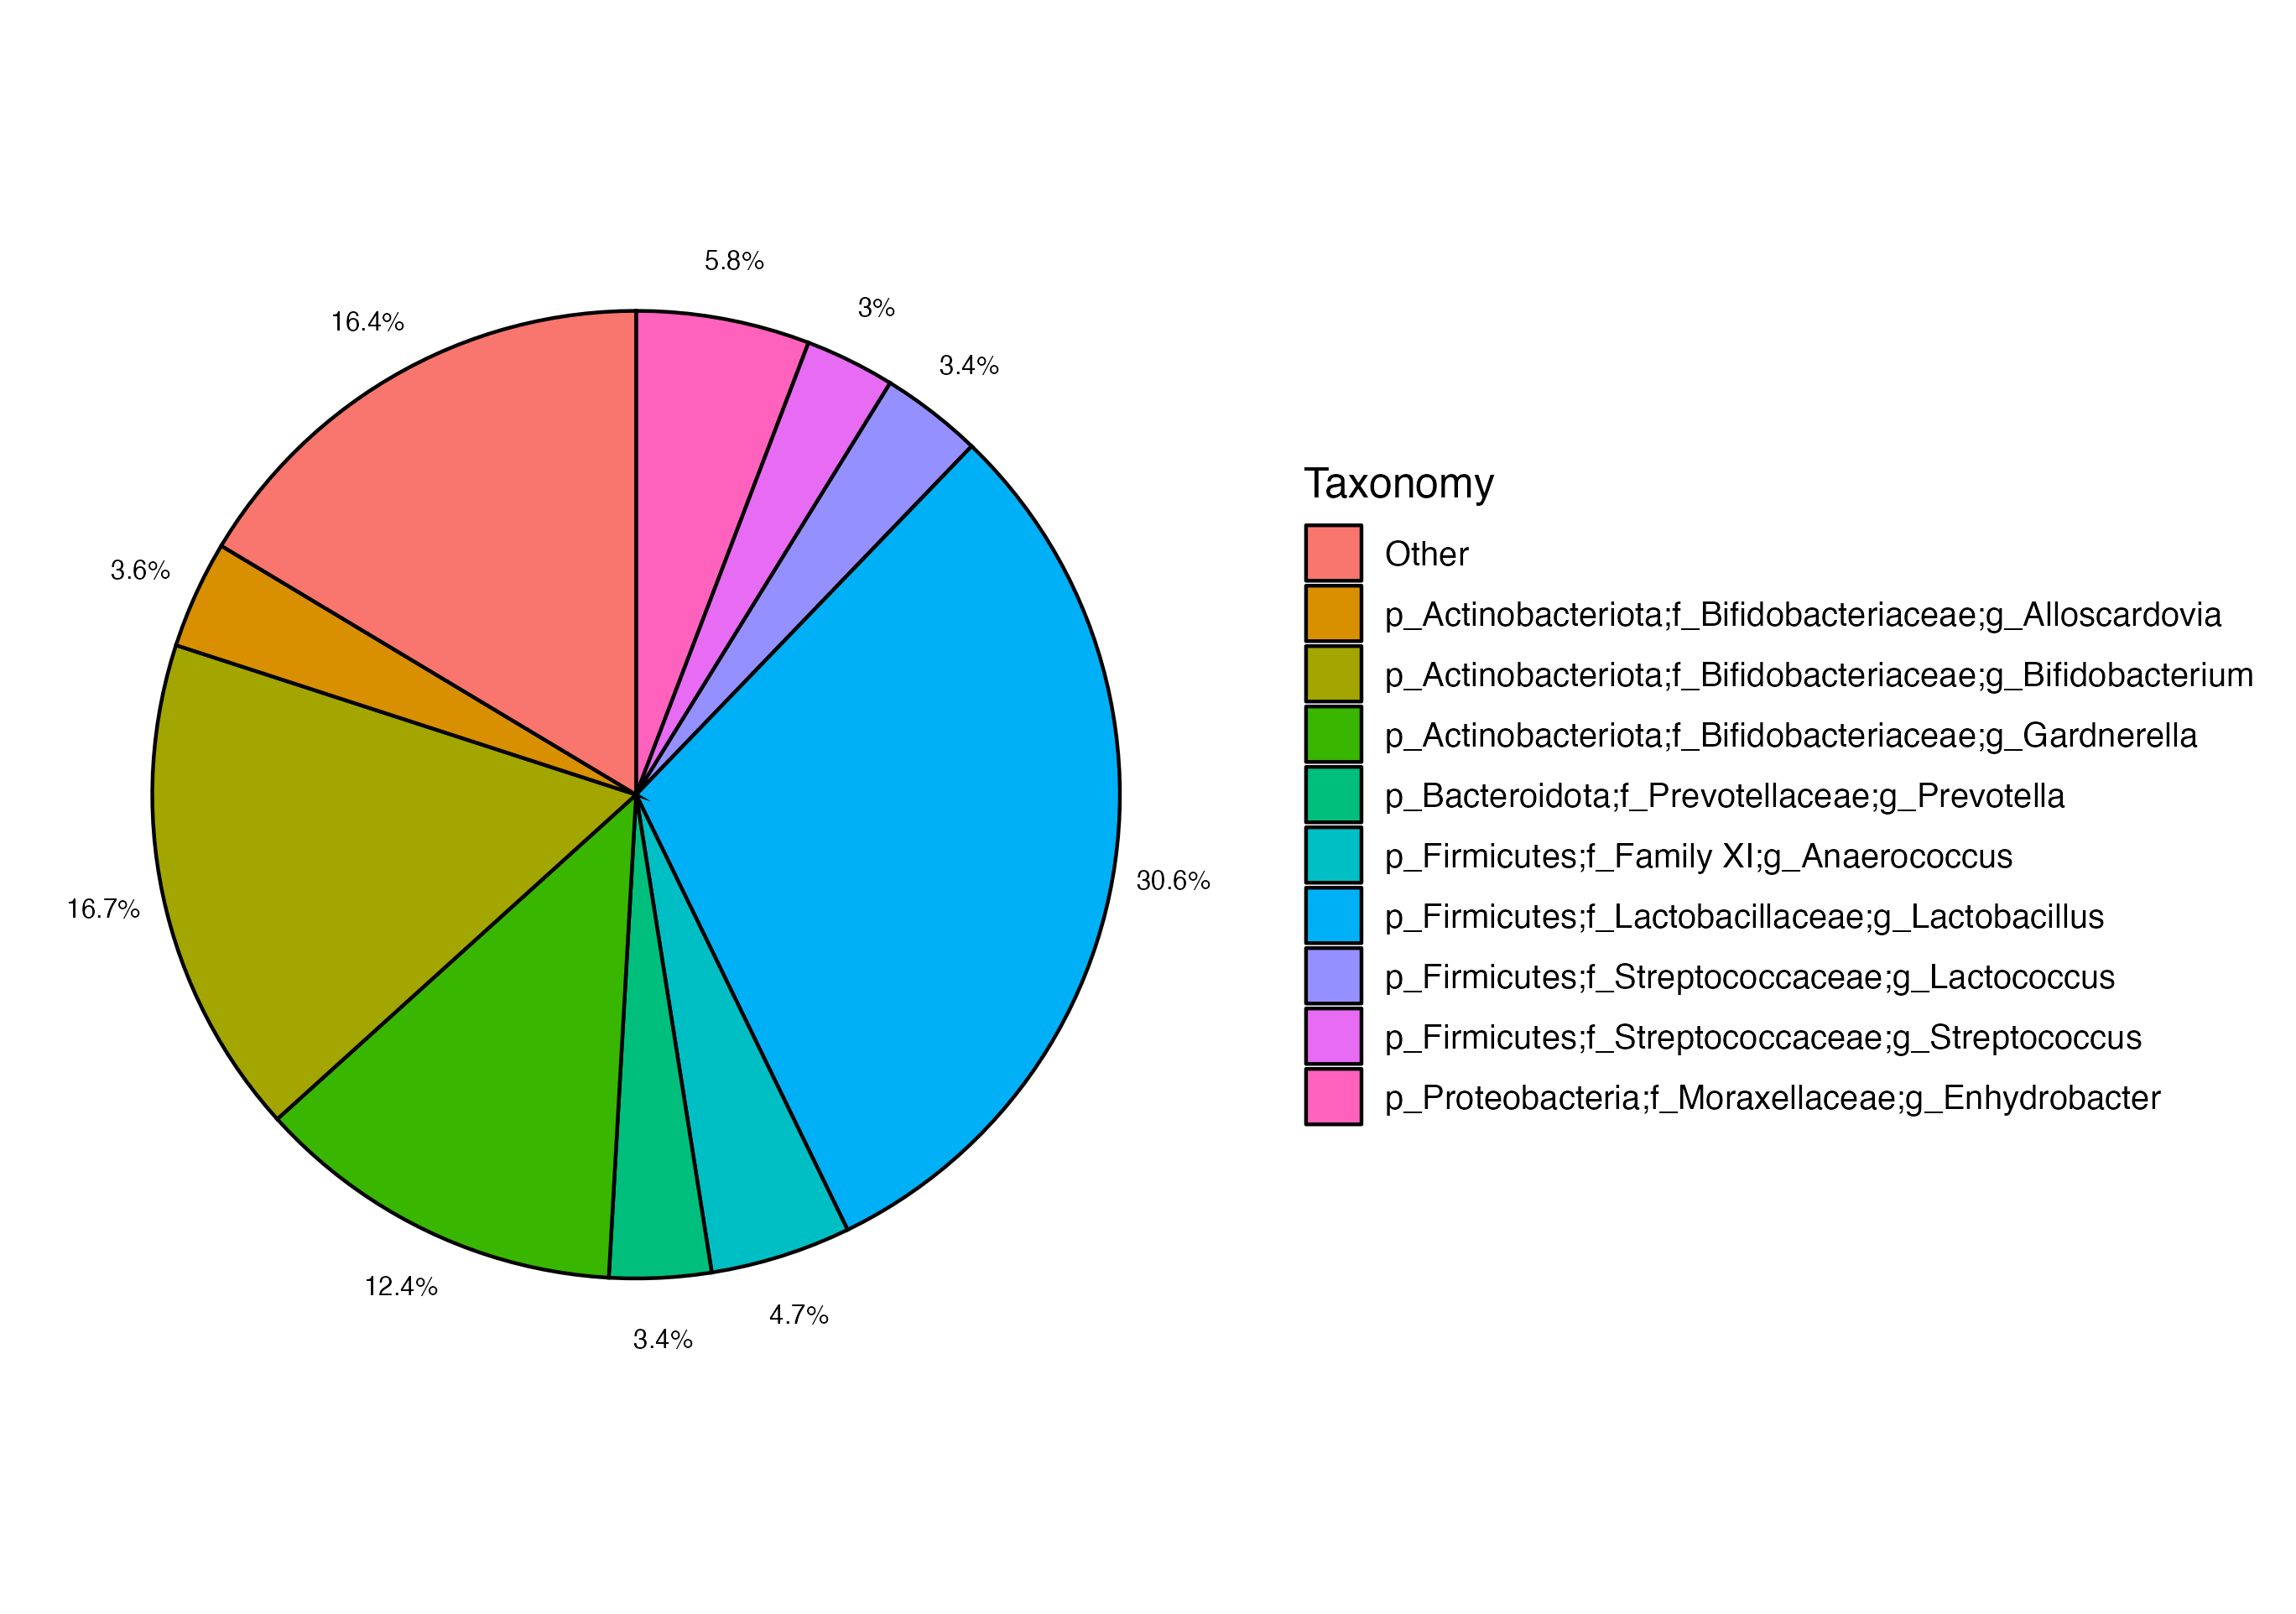 5.8%
3%
16.4%
3.4%
3.6%
30.6%
16.7%
12.4%
4.7%
3.4%
Taxonomy
Other
p_Actinobacteriota;f_Bifidobacteriaceae;g_Alloscardovia
p_Actinobacteriota;f_Bifidobacteriaceae;g_Bifidobacterium
p_Actinobacteriota;f_Bifidobacteriaceae;g_Gardnerella
p_Bacteroidota;f_Prevotellaceae;g_Prevotella
p_Firmicutes;f_Family XI;g_Anaerococcus
p_Firmicutes;f_Lactobacillaceae;g_Lactobacillus
p_Firmicutes;f_Streptococcaceae;g_Lactococcus
p_Firmicutes;f_Streptococcaceae;g_Streptococcus
p_Proteobacteria;f_Moraxellaceae;g_Enhydrobacter